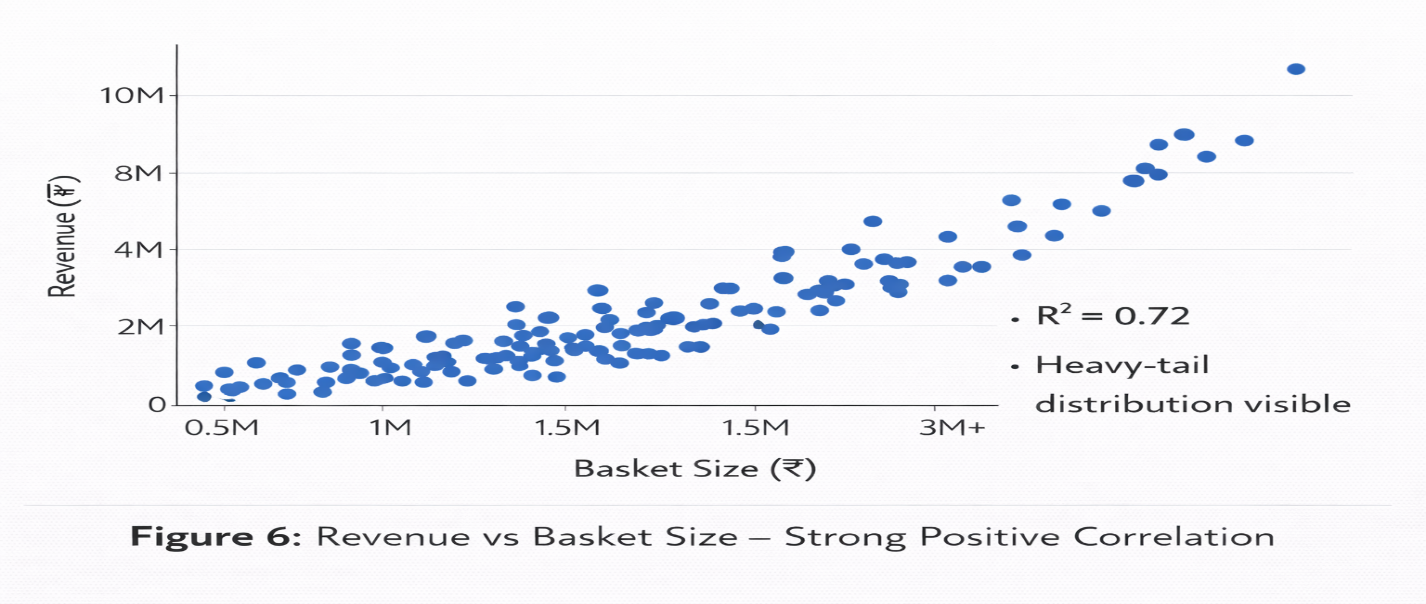 10M
8M
4M
2M
0
Revenue (₹)
0.5M 1M 1.5M 1.5M 3M+
Basket Size (₹)
• R² = 0.72
• Heavy-tail
distribution visible
Figure 6: Revenue vs Basket Size – Strong Positive Correlation